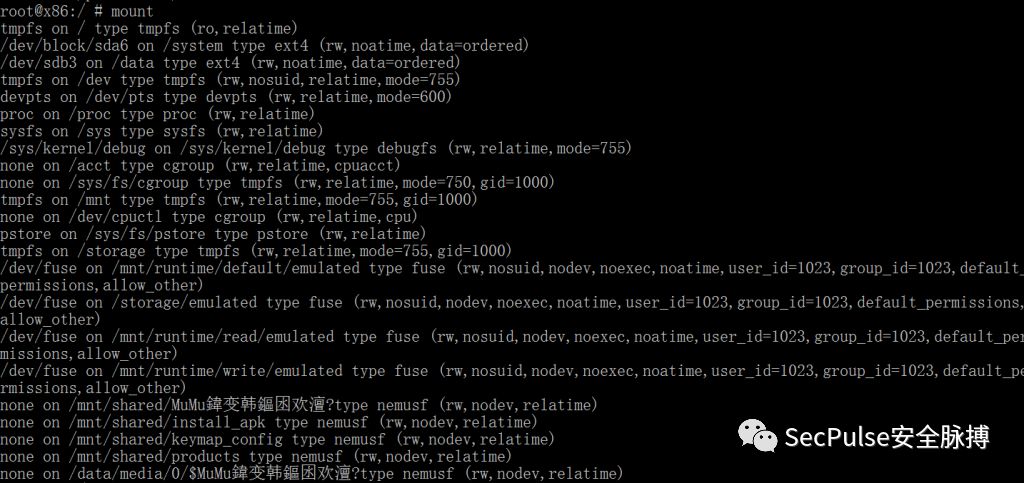 root@x86:/ # mount
tmpfs on / type tmpfs (ro,relatime)
/dev/block/sda6 on /system type ext4 (rw,noatime,data=ordered)
/dev/sdb3 on /data type ext4 (rw,noatime,data=ordered)
tmpfs on /dev type tmpfs (rw,nosuid,relatime,mode=755)
devpts on /dev/pts type devpts (rw,relatime,mode=600)
proc on /proc type proc (rw,relatime)
sysfs on /sys type sysfs (rw,relatime)
/sys/kernel/debug on /sys/kernel/debug type debugfs (rw,relatime,mode=755)
none on /acct type cgroup (rw,relatime,cpuacct)
none on /sys/fs/cgroup type tmpfs (rw,relatime,mode=750,gid=1000)
tmpfs on /mnt type tmpfs (rw,relatime,mode=755,gid=1000)
none on /dev/cpuctl type cgroup (rw,relatime,cpu)
pstore on /sys/fs/pstore type pstore (rw,relatime)
tmpfs on /storage type tmpfs (rw,relatime,mode=755,gid=1000)
/dev/fuse on /mnt/runtime/default/emulated type fuse (rw,nosuid,nodev,noexec,noatime,user_id=1023,group_id=1023,default_
permissions,allow_other)
/dev/fuse on /storage/emulated type fuse (rw,nosuid,nodev,noexec,noatime,user_id=1023,group_id=1023,default_permissions,
allow_other)
/dev/fuse on /mnt/runtime/read/emulated type fuse (rw,nosuid,nodev,noexec,noatime,user_id=1023,group_id=1023,default_per
missions,allow_other)
/dev/fuse on /mnt/runtime/write/emulated type fuse (rw,nosuid,nodev,noexec,noatime,user_id=1023,group_id=1023,default_pe
rmissions,allow_other)
none on /mnt/shared/MuMu鍏变韩鏂囦欢澶?type nemusf (rw,nodev,relatime)
none on /mnt/shared/install_apk type nemusf (rw,nodev,relatime)
none on /mnt/shared/keymap_config type nemusf (rw,nodev,relatime)
none on /mnt/shared/products type nemusf (rw,nodev,relatime)
none on /data/media/0/$MuMu鍏变韩鏂囦欢澶?type nemusf (rw,nodev,relatime)
SecPulse安全脉搏